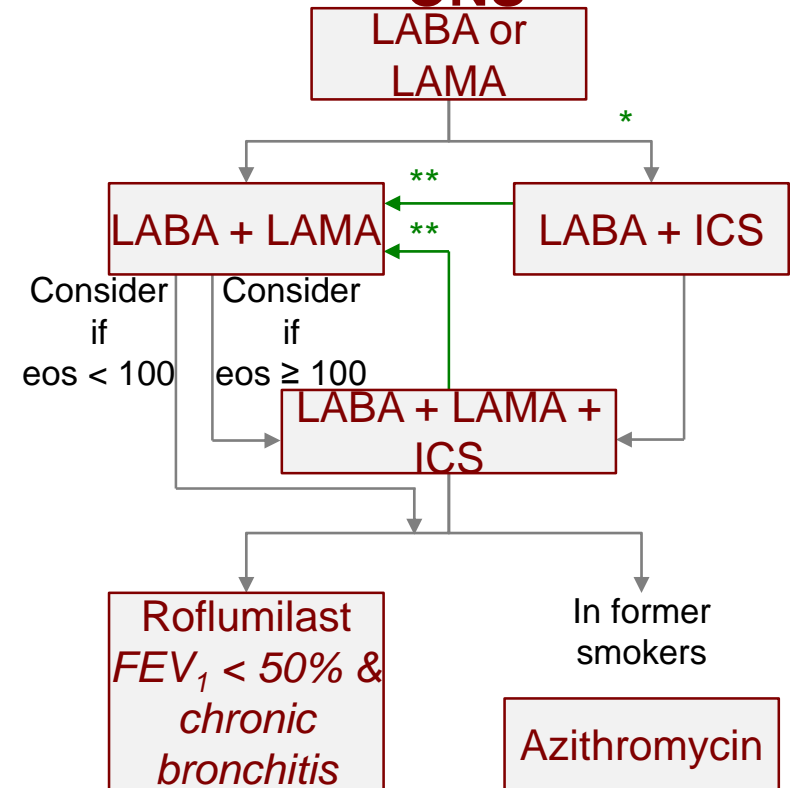 LABA or
LAMA
*
**
LABA + LAMA
LABA + ICS
**
Consider
if
eos < 100
Consider
if
eos ≥ 100
LABA + LAMA +
ICS
Roflumilast
FEV₁ < 50% &
chronic
bronchitis
In former
smokers
Azithromycin